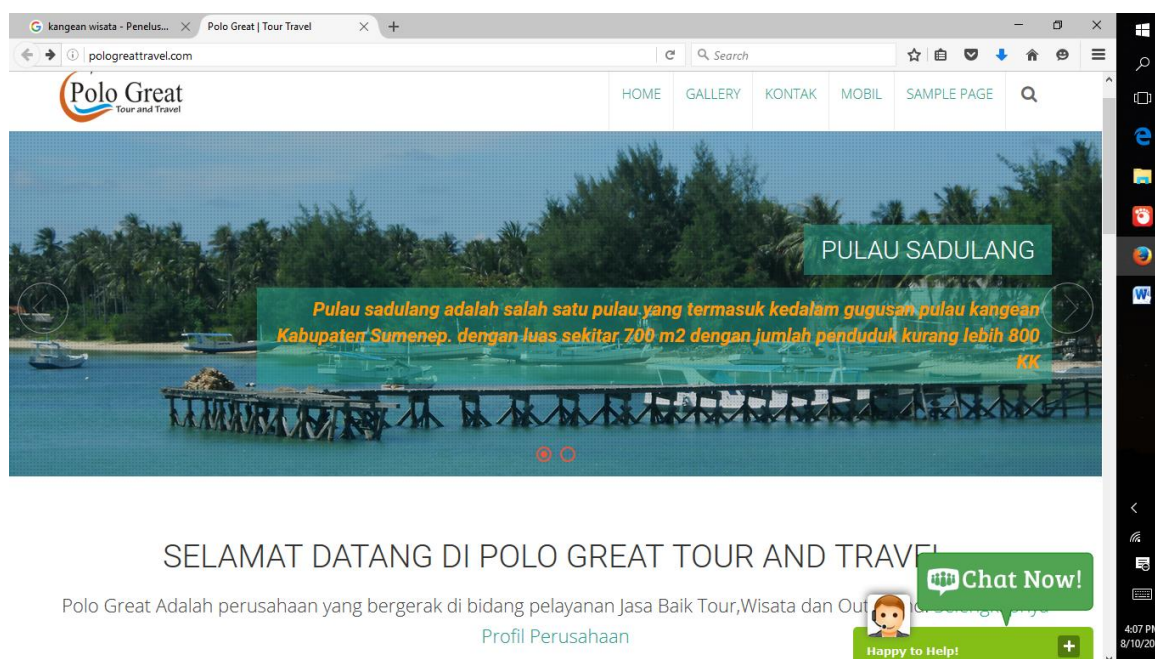 kangean wisata - Penelus...
Polo Great | Tour Travel
pologreattravel.com
Search
Polo Great
Tour and Travel
HOME
GALLERY
KONTAK
MOBIL
SAMPLE PAGE
PULAU SADULANG
Pulau sadulang adalah salah satu pulau yang termasuk kedalam gugusan pulau kangean
Kabupaten Sumenep. dengan luas sekitar 700 m2 dengan jumlah penduduk kurang lebih 800
KK
SELAMAT DATANG DI POLO GREAT TOUR AND TRAVEL
Polo Great Adalah perusahaan yang bergerak di bidang pelayanan Jasa Baik Tour,Wisata dan
Profil Perusahaan
Chat Now!
Happy to Help!
4:07 PM
8/10/20